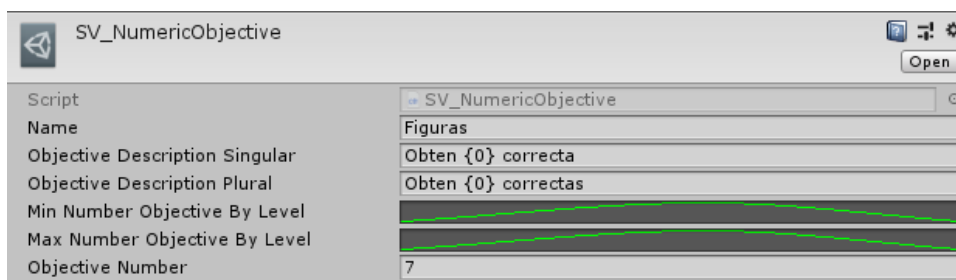 SV_NumericObjective
Open
Script SV_NumericObjective
Name Figuras
Objective Description Singular Obten {0} correcta
Objective Description Plural Obten {0} correctas
Min Number Objective By Level
Max Number Objective By Level
Objective Number 7